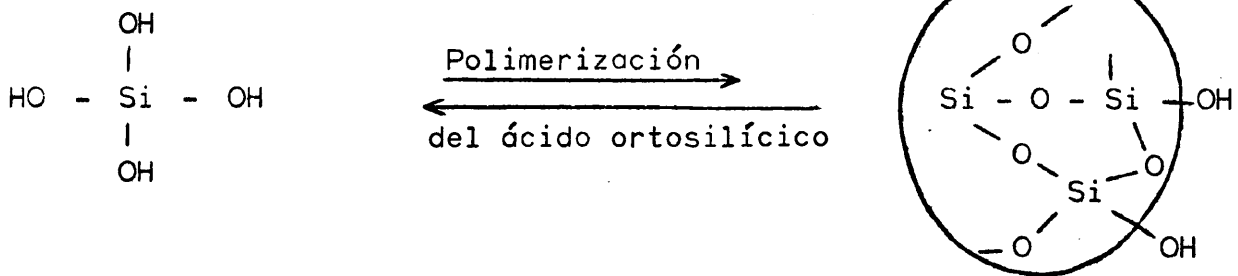 OH
HO - Si - OH
OH
Polimerización
del ácido ortosilícico
O
Si - O - Si - OH
O
O
Si
O
OH